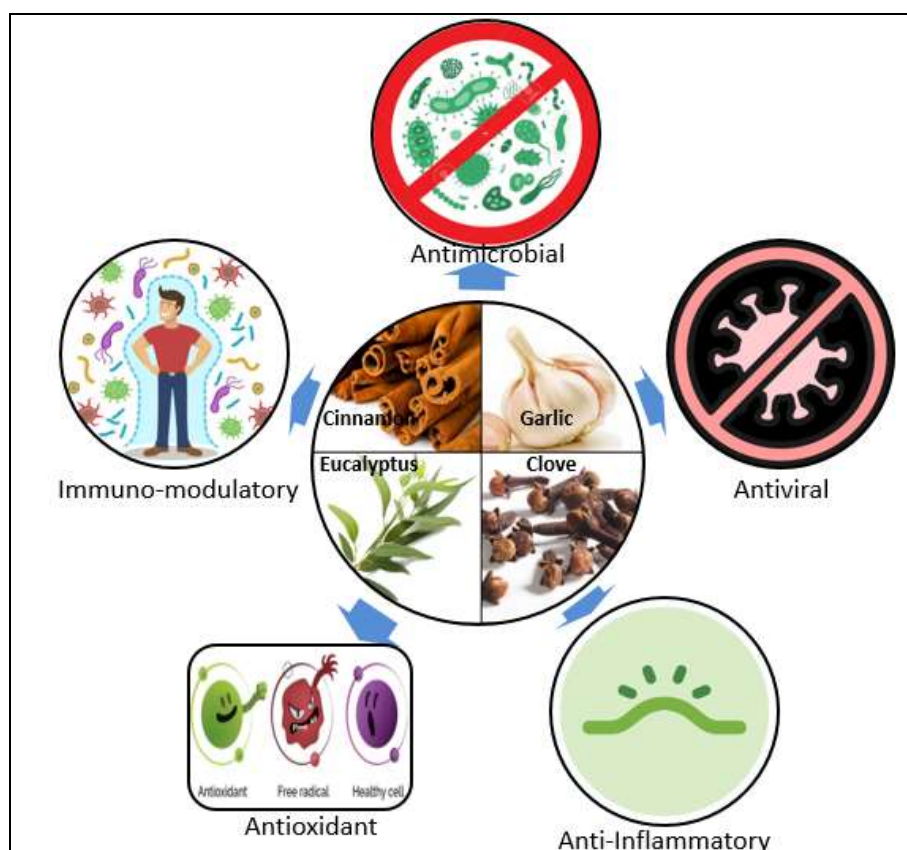 Antimicrobial
Cinnamon Garlic
Eucalyptus Clove
Immuno-modulatory
Antiviral
Antioxidant Free radical Healthy cell
Antioxidant
Anti-Inflammatory